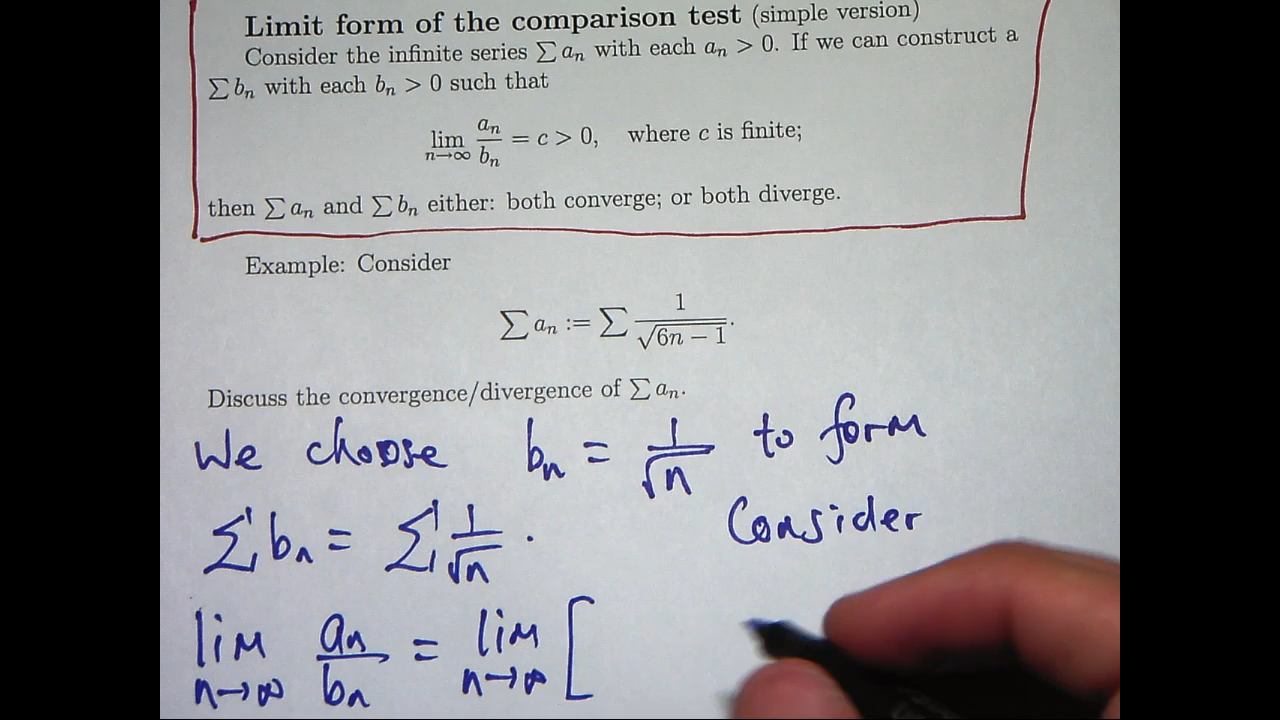 Limit form of the comparison test (simple version)
Consider the infinite series ∑ aₙ with each aₙ > 0. If we can construct a
∑ bₙ with each bₙ > 0 such that
lim n→∞ aₙ/bₙ = c > 0, where c is finite;
then ∑ aₙ and ∑ bₙ either: both converge; or both diverge.
Example: Consider
∑ aₙ := ∑ 1/√(6n − 1).
Discuss the convergence/divergence of ∑ aₙ.
We choose bₙ = 1/√n to form
∑ bₙ = ∑ 1/√n . Consider
lim n→∞ aₙ/bₙ = lim n→∞ [